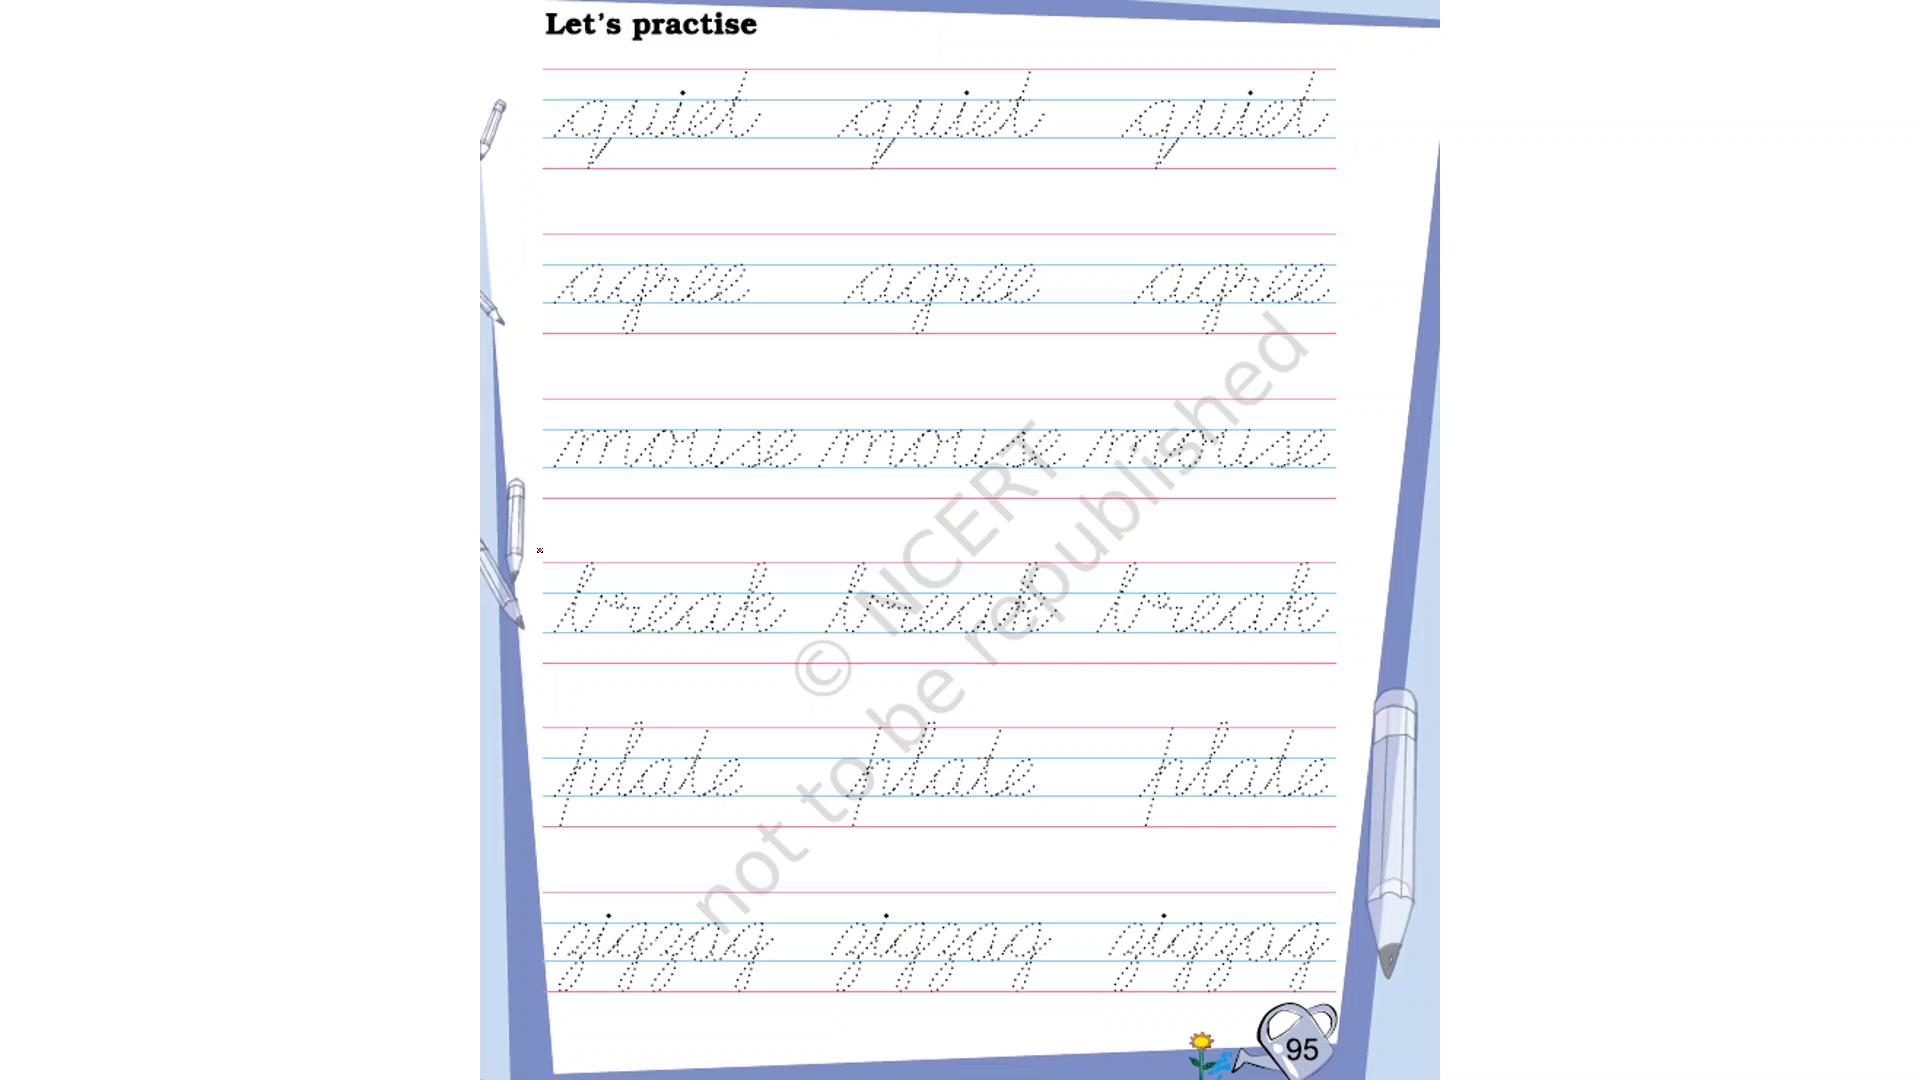 Let's practise
quiet quiet quiet
agree agree agree
mouse mouse mouse
break break break
plate plate plate
zigzag zigzag zigzag
© NCERT
not to be republished
95